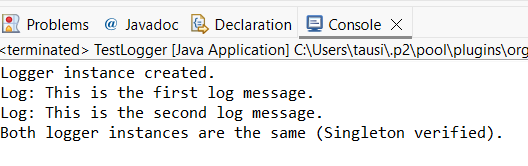 Problems @ Javadoc Declaration Console
<terminated> TestLogger [Java Application] C:\Users\tausi\.p2\pool\plugins\org
Logger instance created.
Log: This is the first log message.
Log: This is the second log message.
Both logger instances are the same (Singleton verified).